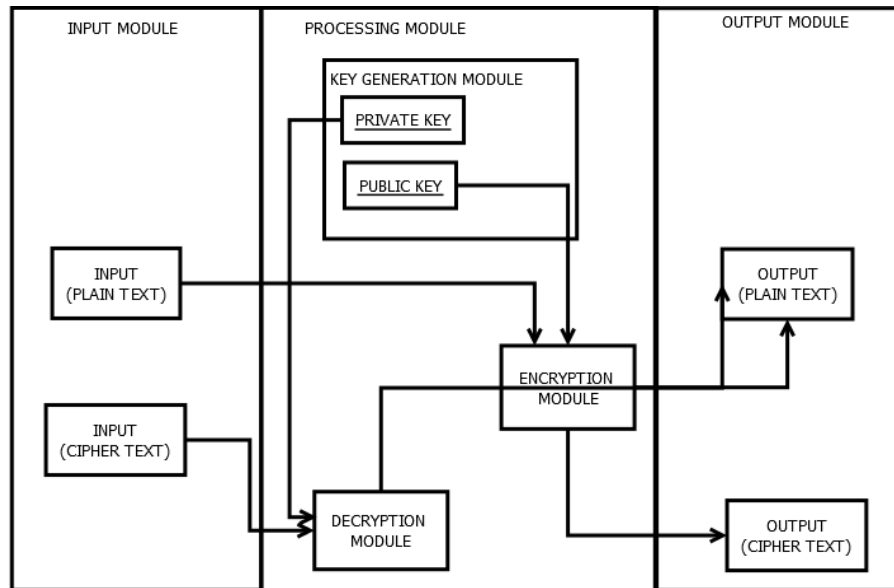 INPUT MODULE
PROCESSING MODULE
OUTPUT MODULE
KEY GENERATION MODULE
PRIVATE KEY
PUBLIC KEY
INPUT
(PLAIN TEXT)
OUTPUT
(PLAIN TEXT)
ENCRYPTION
MODULE
INPUT
(CIPHER TEXT)
DECRYPTION
MODULE
OUTPUT
(CIPHER TEXT)